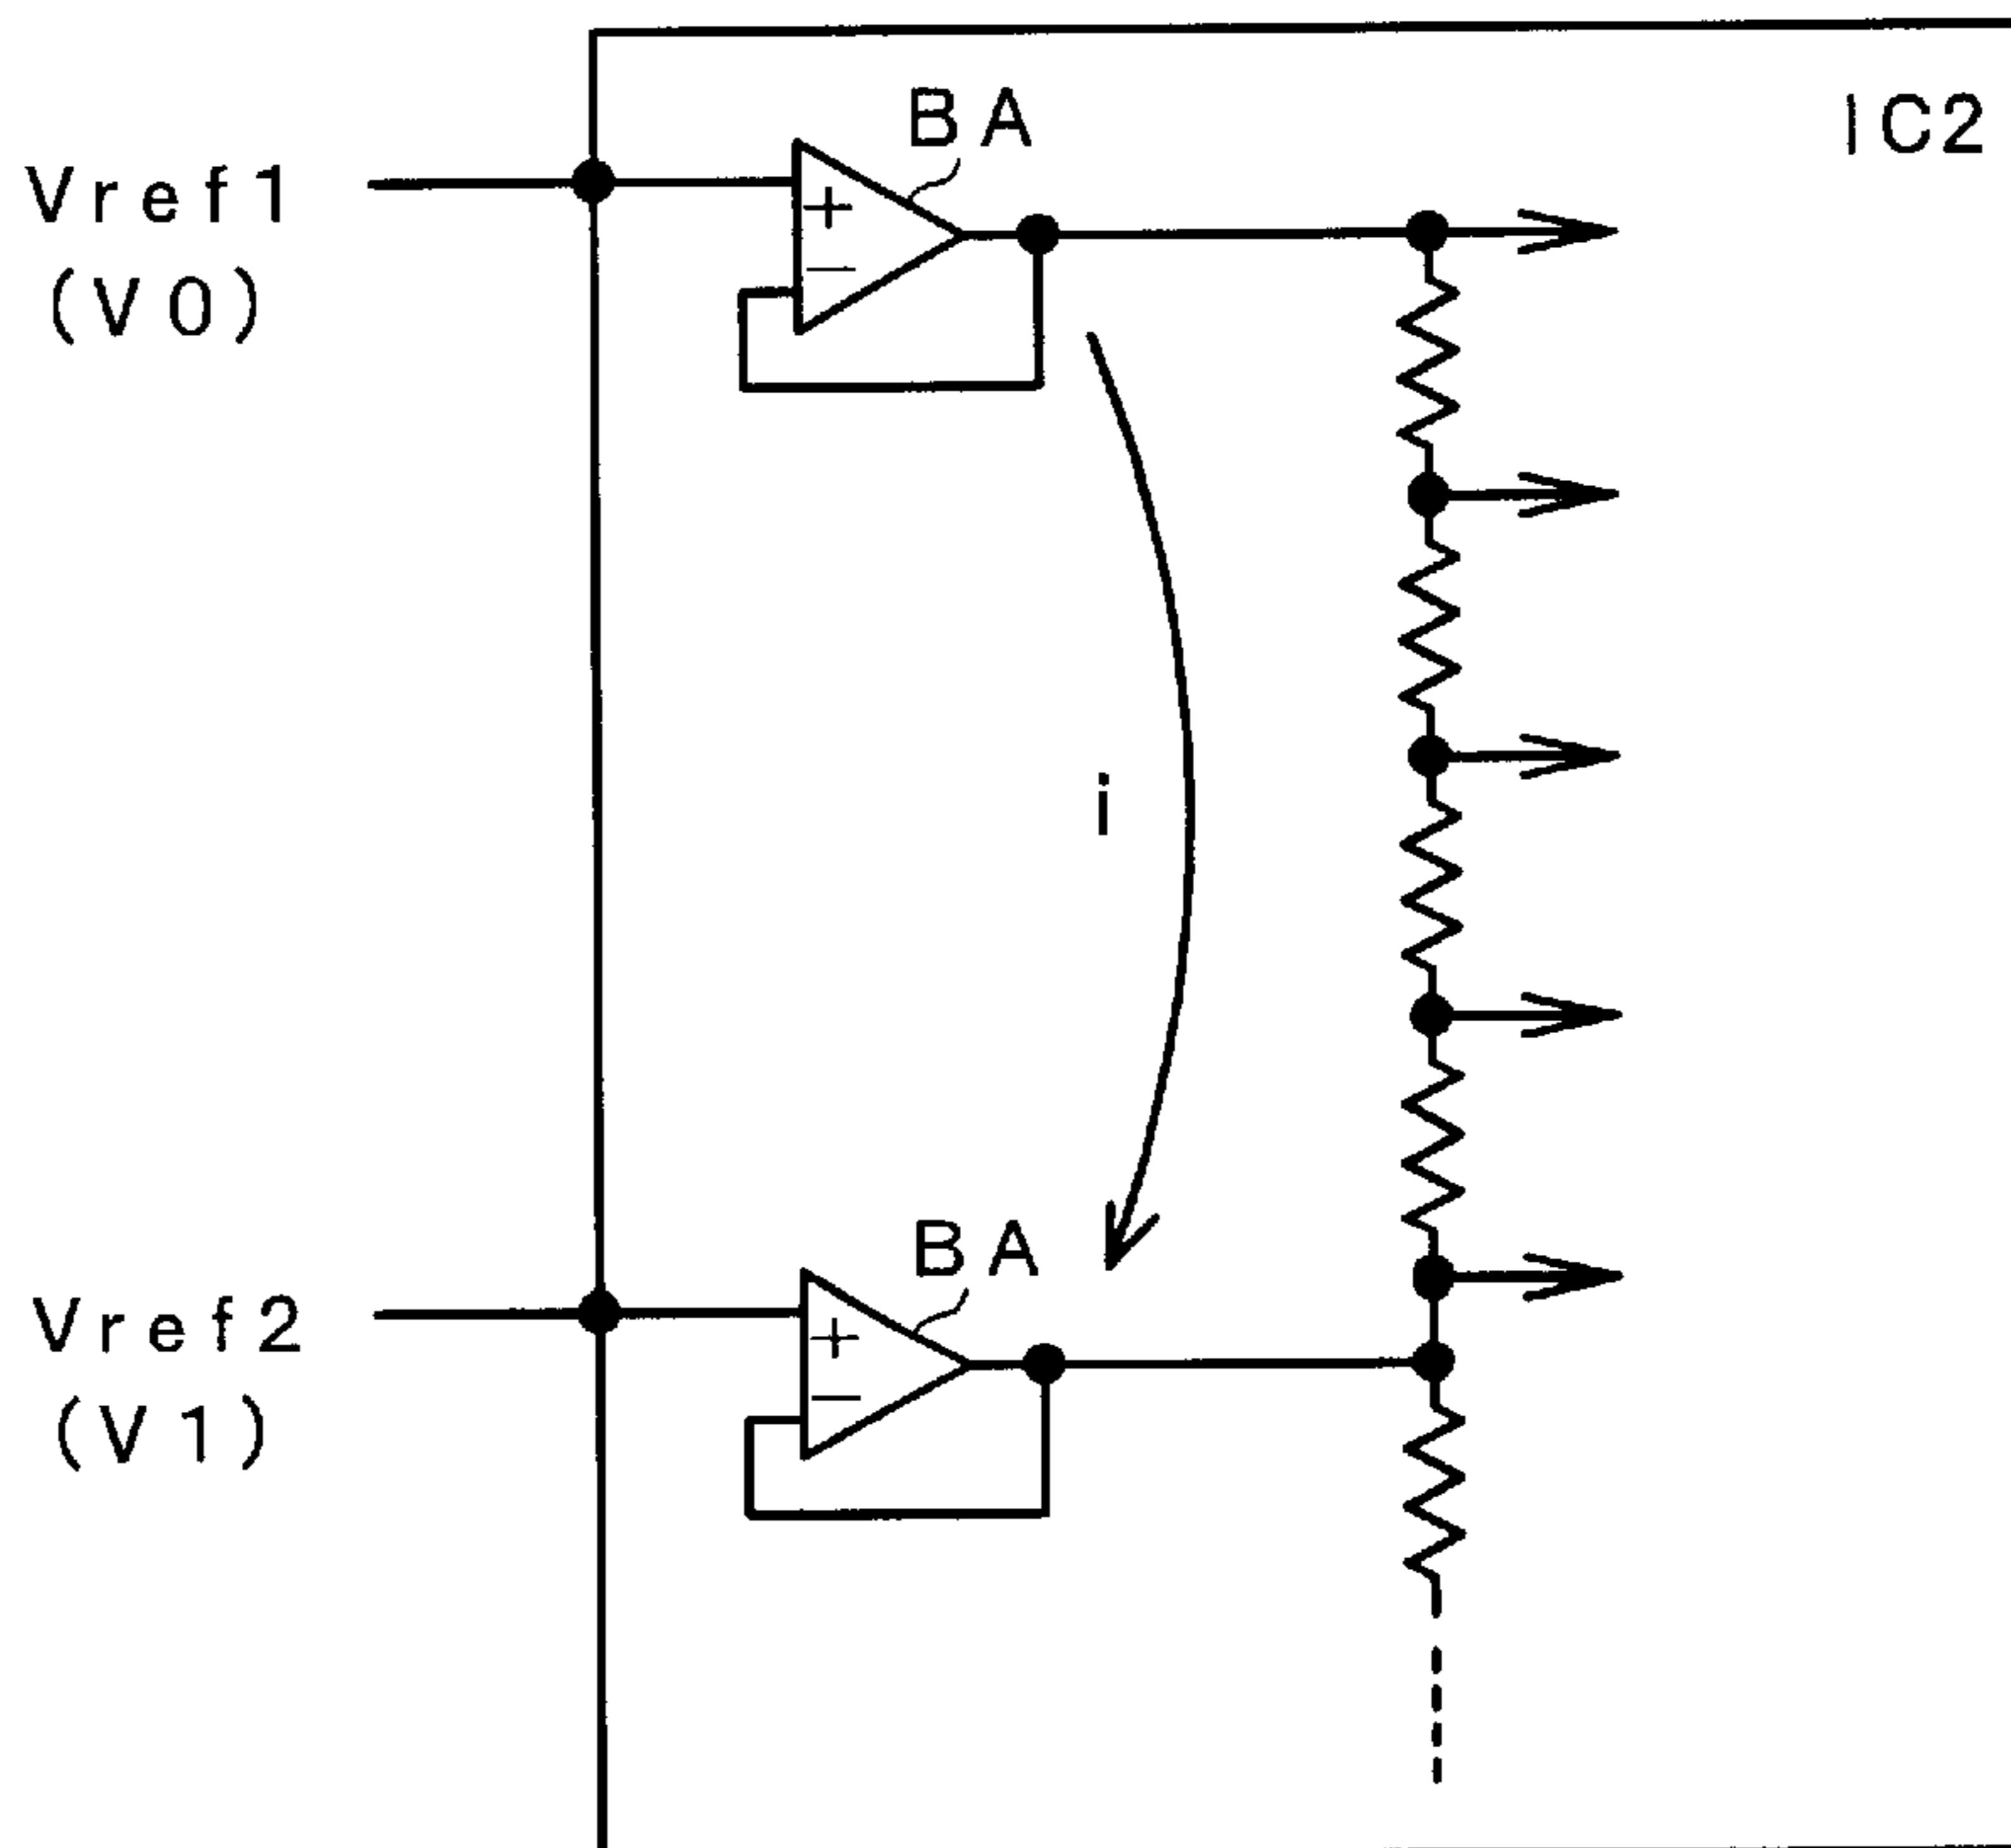 BA
IC2
Vref1
(V0)
+
−
i
BA
Vref2
(V1)
+
−